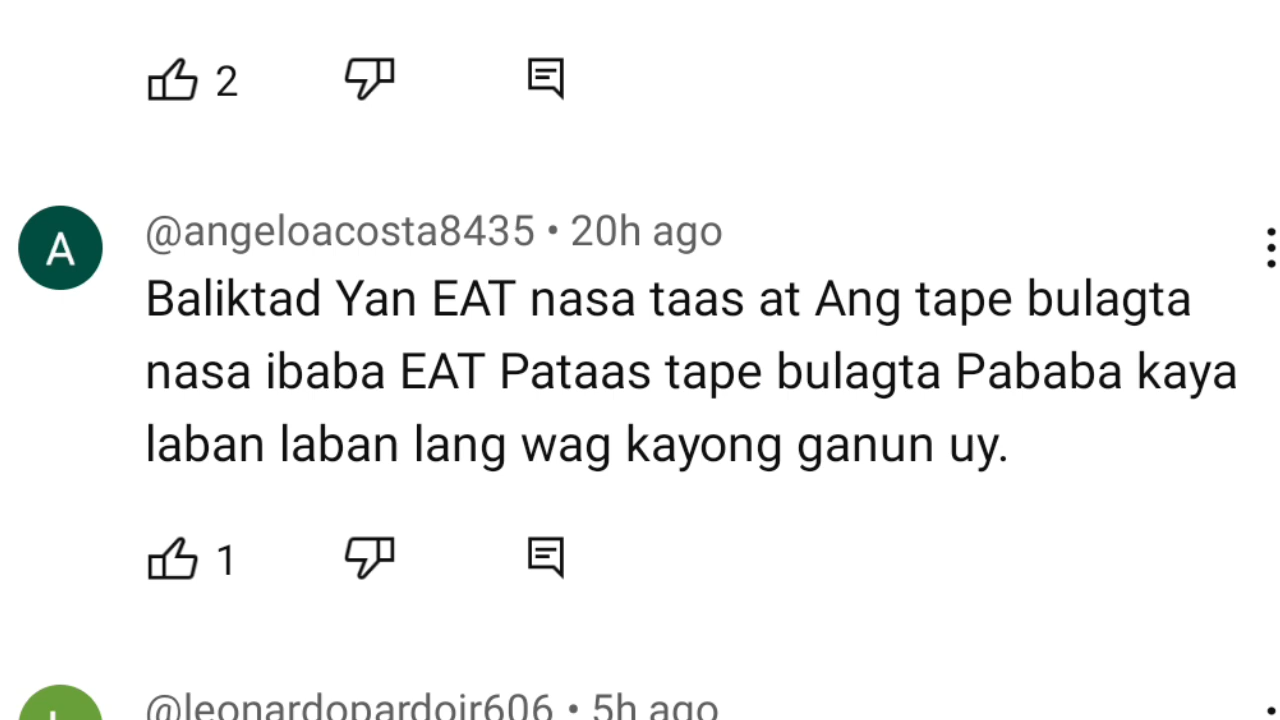 2
@angeloacosta8435 • 20h ago
Baliktad Yan EAT nasa taas at Ang tape bulagta
nasa ibaba EAT Pataas tape bulagta Pababa kaya
laban laban lang wag kayong ganun uy.
1
@leonardopardojr606 • 5h ago